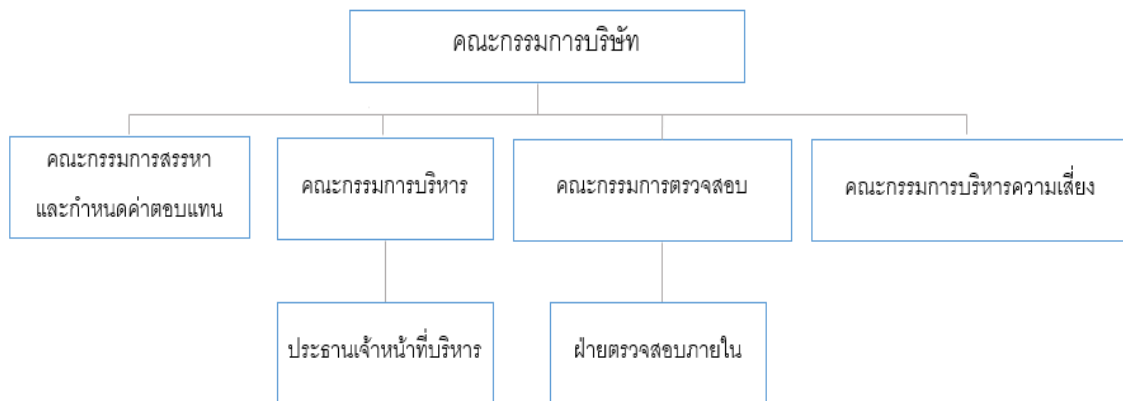 คณะกรรมการบริษัท
คณะกรรมการสรรหา
และกำหนดค่าตอบแทน
คณะกรรมการบริหาร
คณะกรรมการตรวจสอบ
คณะกรรมการบริหารความเสี่ยง
ประธานเจ้าหน้าที่บริหาร
ฝ่ายตรวจสอบภายใน